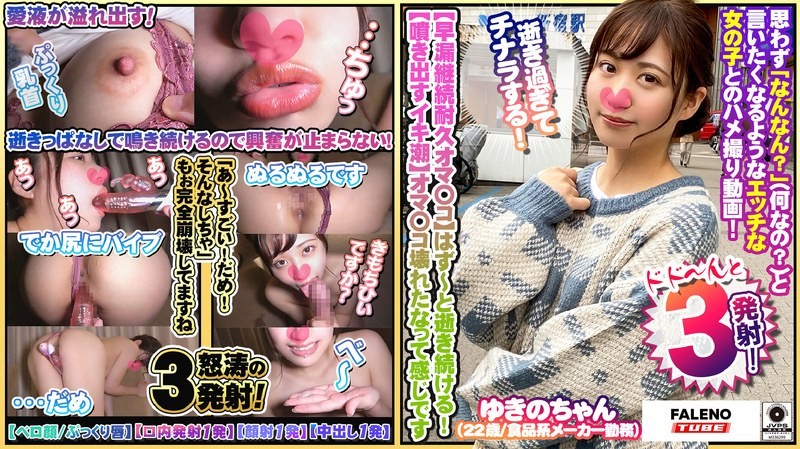 愛液が溢れ出す!
ぷっくり
乳首
…ちゅっ
逝きっぱなしで鳴き続けるので興奮が止まらない!
あっ
あっ
あっ
でか尻にバイブ
ぬるぬるです
「あ〜すごい!だめ!
そんなしちゃ」
もお完全崩壊してますね
きもちひい
ですか?
…だめ
怒涛の
3発射!
べ〜
【ベロ顔/ぷっくり唇】【口内発射1発】【顔射1発】【中出し1発】
思わず「なんなん?」(何なの?)と
言いたくなるようなエッチな
女の子とのハメ撮り動画!
駅
逝き過ぎて
チナラする!
【早漏継続耐久オマ〇コ】はず〜と逝き続ける!
【噴き出すイキ潮】オマ〇コ壊れたなって感じです
ドド〜んと
3発射!
ゆきのちゃん
(22歳/食品系メーカー勤務)
FALENO
TUBE
JVPS